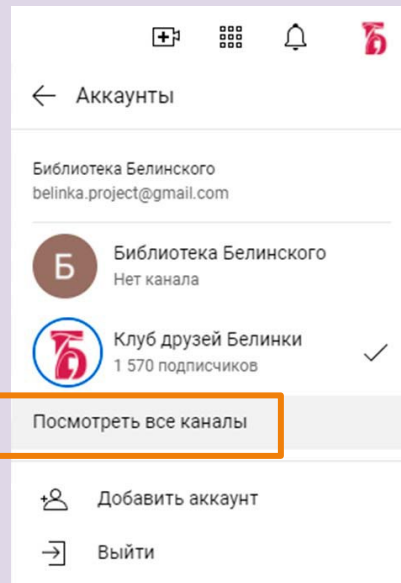 Аккаунты
Библиотека Белинского
belinka.project@gmail.com
Б
Библиотека Белинского
Нет канала
Клуб друзей Белинки
1 570 подписчиков
Посмотреть все каналы
Добавить аккаунт
Выйти